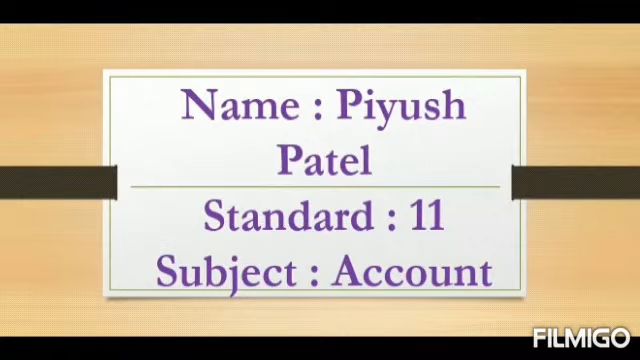 Name : Piyush
Patel
Standard : 11
Subject : Account
FILMIGO